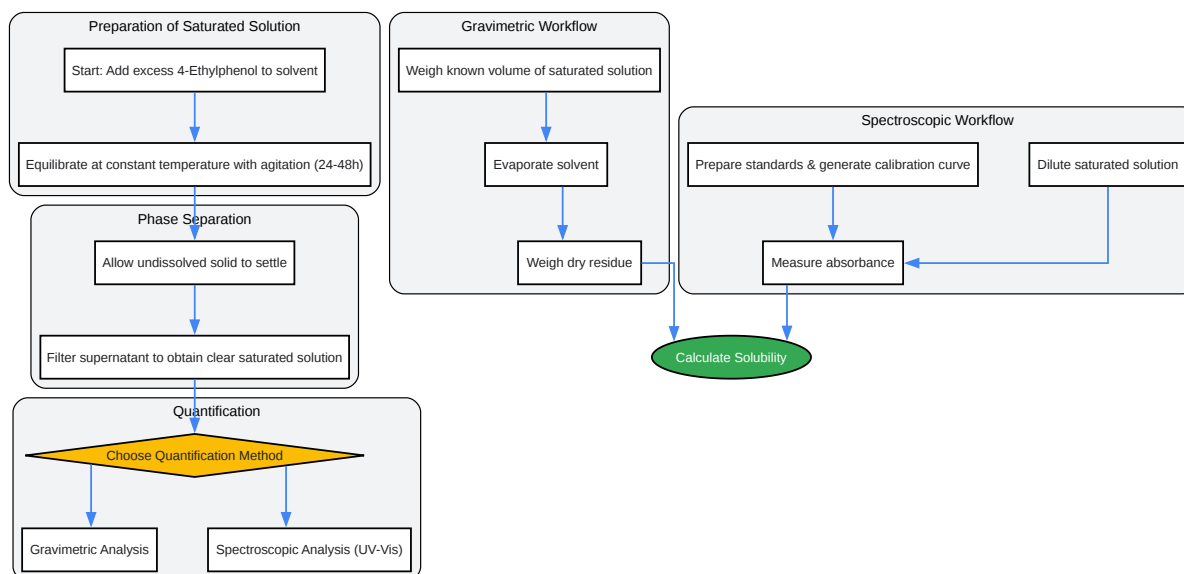 Preparation of Saturated Solution
Start: Add excess 4-Ethylphenol to solvent
Equilibrate at constant temperature with agitation (24-48h)
Phase Separation
Allow undissolved solid to settle
Filter supernatant to obtain clear saturated solution
Quantification
Choose Quantification Method
Gravimetric Analysis
Spectroscopic Analysis (UV-Vis)
Gravimetric Workflow
Weigh known volume of saturated solution
Evaporate solvent
Weigh dry residue
Spectroscopic Workflow
Prepare standards & generate calibration curve
Dilute saturated solution
Measure absorbance
Calculate Solubility